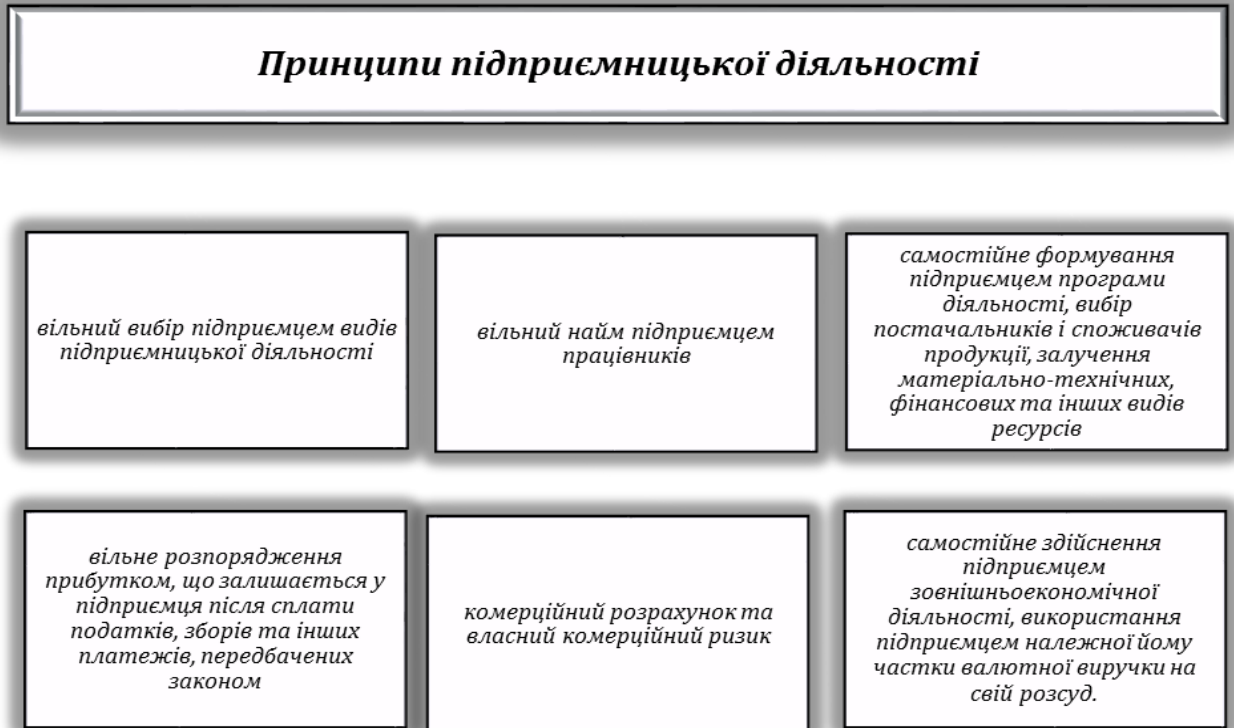 Принципи підприємницької діяльності
вільний вибір підприємцем видів
підприємницької діяльності
вільний найм підприємцем
працівників
самостійне формування
підприємцем програми
діяльності, вибір
постачальників і споживачів
продукції, залучення
матеріально-технічних,
фінансових та інших видів
ресурсів
вільне розпорядження
прибутком, що залишається у
підприємця після сплати
податків, зборів та інших
платежів, передбачених
законом
комерційний розрахунок та
власний комерційний ризик
самостійне здійснення
підприємцем
зовнішньоекономічної
діяльності, використання
підприємцем належної йому
частки валютної виручки на
свій розсуд.